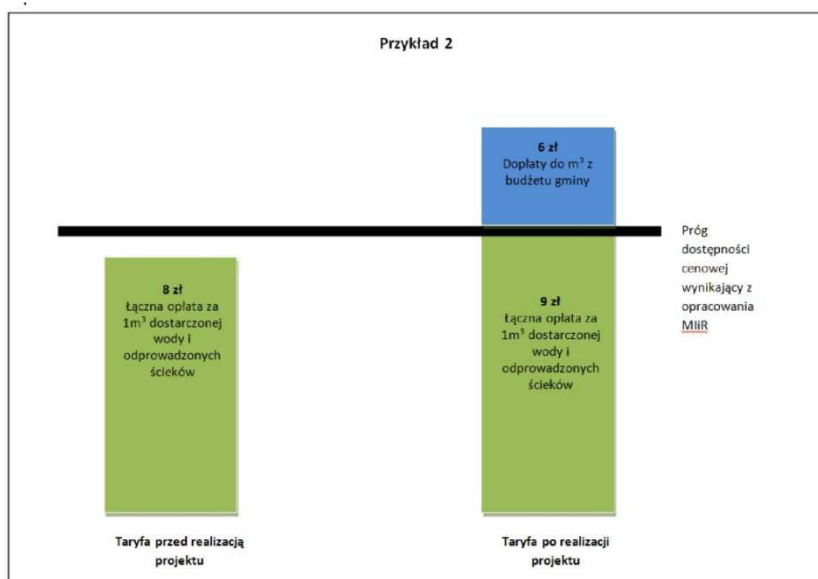 .
Przykład 2
6 zł
Dopłaty do m³ z
budżetu gminy
Próg
dostępności
cenowej
wynikający z
opracowania
MIiR
8 zł
Łączna opłata za
1m³ dostarczonej
wody i
odprowadzonych
ścieków
9 zł
Łączna opłata za
1m³ dostarczonej
wody i
odprowadzonych
ścieków
Taryfa przed realizacją
projektu
Taryfa po realizacji
projektu